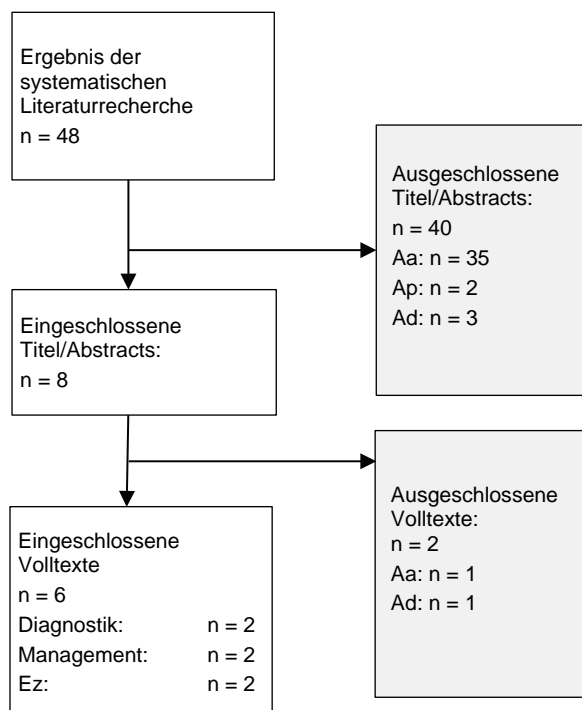 Ergebnis der
systematischen
Literaturrecherche
n = 48
Ausgeschlossene
Titel/Abstracts:
n = 40
Aa: n = 35
Ap: n = 2
Ad: n = 3
Eingeschlossene
Titel/Abstracts:
n = 8
Ausgeschlossene
Volltexte:
n = 2
Aa: n = 1
Ad: n = 1
Eingeschlossene
Volltexte
n = 6
Diagnostik: n = 2
Management: n = 2
Ez: n = 2